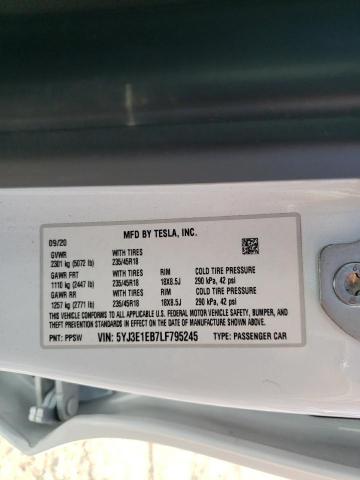 MFD BY TESLA, INC.
09/20
GVWR WITH TIRES
2301 kg (5072 lb) 235/45R18
GAWR FRT WITH TIRES RIM COLD TIRE PRESSURE
1110 kg (2447 lb) 235/45R18 18X8.5J 290 kPa, 42 psi
GAWR RR WITH TIRES RIM COLD TIRE PRESSURE
1257 kg (2771 lb) 235/45R18 18X8.5J 290 kPa, 42 psi
THIS VEHICLE CONFORMS TO ALL APPLICABLE U.S. FEDERAL MOTOR VEHICLE SAFETY AND
THEFT PREVENTION STANDARDS IN EFFECT ON THE DATE OF MANUFACTURE SHOWN ABOVE.
PNT: PPSW VIN: 5YJ3E1EB7LF795245 TYPE: PASSENGER CAR